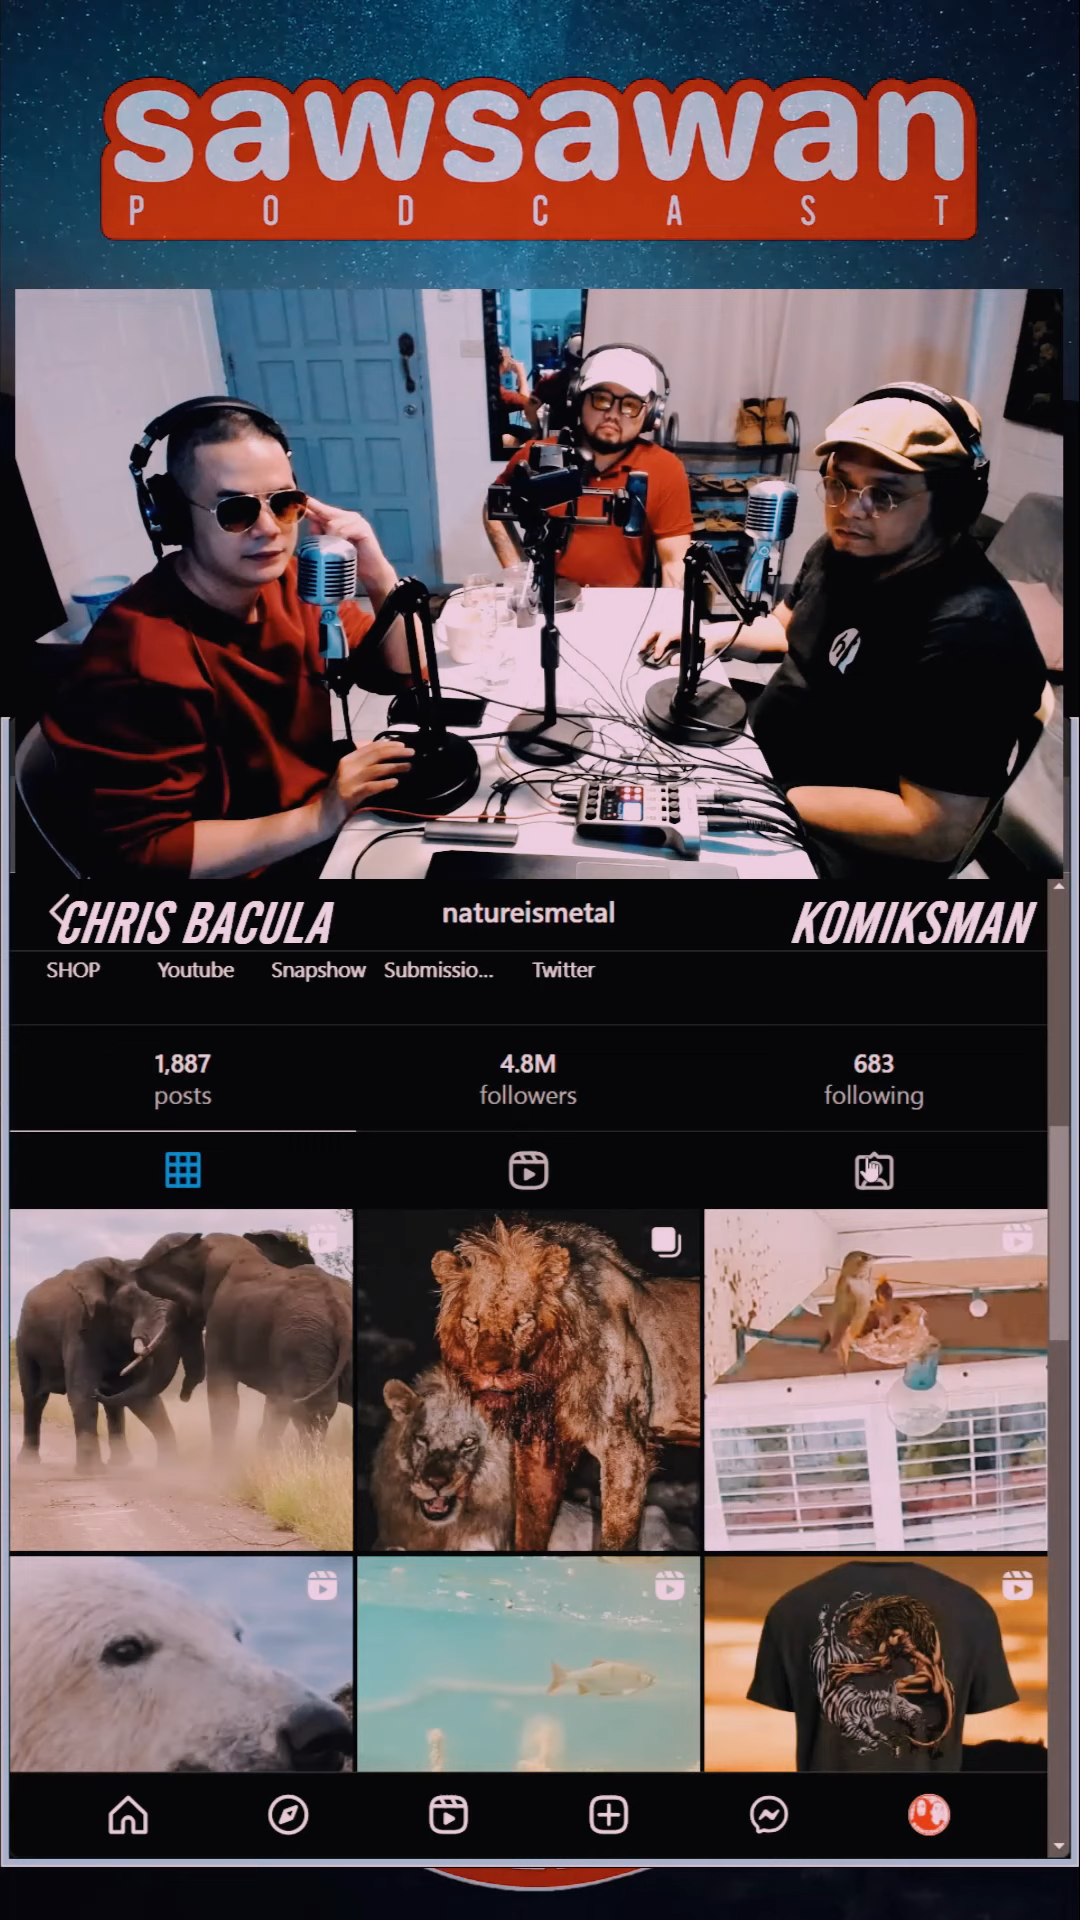 sawsawan
PODCAST
CHRIS BACULA
natureismetal
KOMIKSMAN
SHOP
Youtube
Snapshow
Submissio...
Twitter
1,887
4.8M
683
posts
followers
following